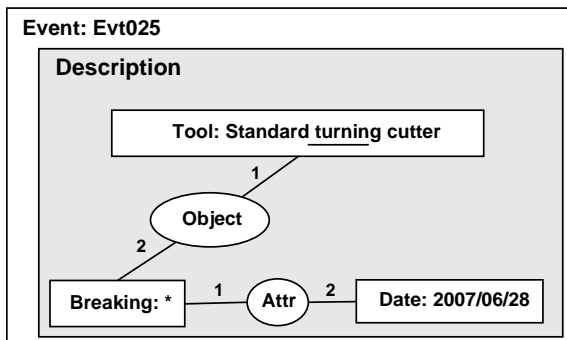 Event: Evt025
Description
Tool: Standard turning cutter
1
Object
2
Breaking: *
1
Attr
2
Date: 2007/06/28